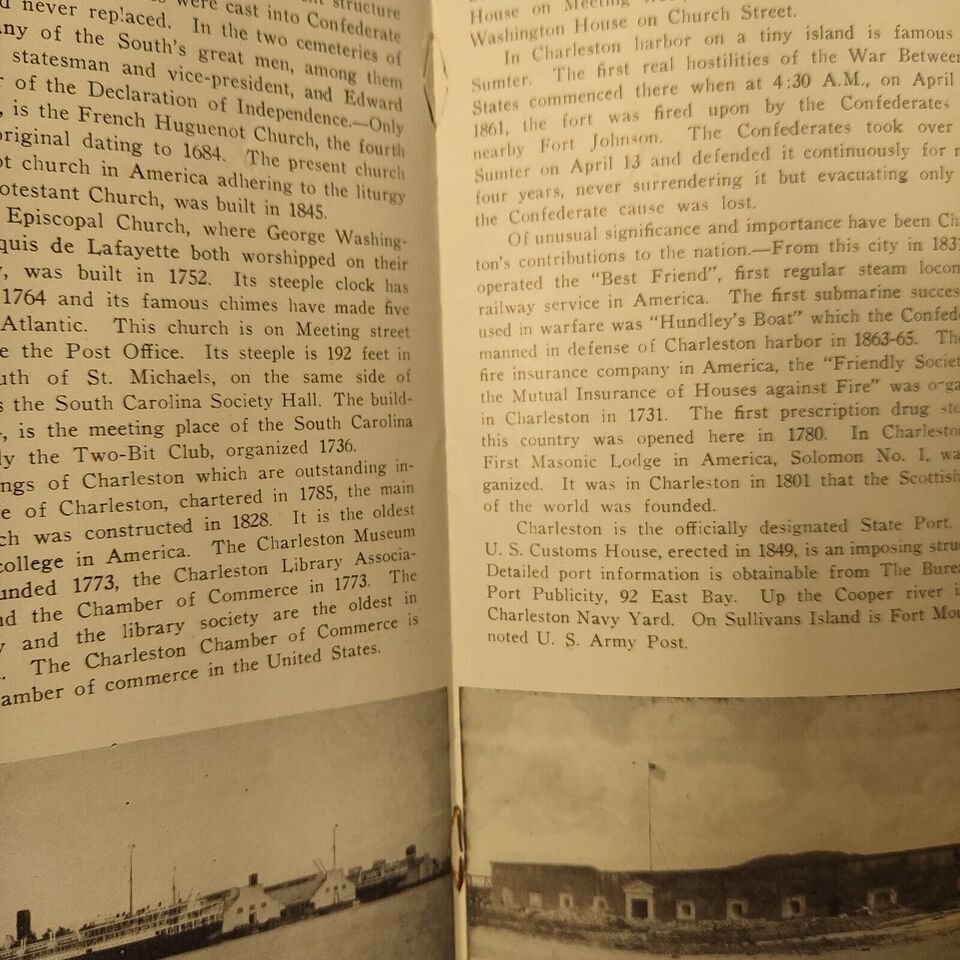 ent structure
were cast into Confederate
d never replaced. In the two cemeteries of
any of the South's great men, among them
statesman and vice-president, and Edward
r of the Declaration of Independence.—Only
, is the French Huguenot Church, the fourth
original dating to 1684. The present church
ot church in America adhering to the liturgy
otestant Church, was built in 1845.
Episcopal Church, where George Washing-
quis de Lafayette both worshipped on their
y, was built in 1752. Its steeple clock has
1764 and its famous chimes have made five
Atlantic. This church is on Meeting street
e the Post Office. Its steeple is 192 feet in
uth of St. Michaels, on the same side of
s the South Carolina Society Hall. The build-
, is the meeting place of the South Carolina
ly the Two-Bit Club, organized 1736.
ngs of Charleston which are outstanding in-
e of Charleston, chartered in 1785, the main
ch was constructed in 1828. It is the oldest
college in America. The Charleston Museum
unded 1773, the Charleston Library Associa-
nd the Chamber of Commerce in 1773. The
y and the library society are the oldest in
. The Charleston Chamber of Commerce is
amber of commerce in the United States.
House on Meeting
Washington House on Church Street.
In Charleston harbor on a tiny island is famous
Sumter. The first real hostilities of the War Between
States commenced there when at 4:30 A.M., on April
1861, the fort was fired upon by the Confederates
nearby Fort Johnson. The Confederates took over
Sumter on April 13 and defended it continuously for
four years, never surrendering it but evacuating only
the Confederate cause was lost.
Of unusual significance and importance have been Ch
ton's contributions to the nation.—From this city in 1831
operated the "Best Friend", first regular steam locom
railway service in America. The first submarine succes
used in warfare was "Hundley's Boat" which the Confed
manned in defense of Charleston harbor in 1863-65. The
fire insurance company in America, the "Friendly Societ
the Mutual Insurance of Houses against Fire" was orga
in Charleston in 1731. The first prescription drug sto
this country was opened here in 1780. In Charleston
First Masonic Lodge in America, Solomon No. 1, wa
ganized. It was in Charleston in 1801 that the Scottish
of the world was founded.
Charleston is the officially designated State Port.
U. S. Customs House, erected in 1849, is an imposing stru
Detailed port information is obtainable from The Burea
Port Publicity, 92 East Bay. Up the Cooper river i
Charleston Navy Yard. On Sullivans Island is Fort Mou
noted U. S. Army Post.